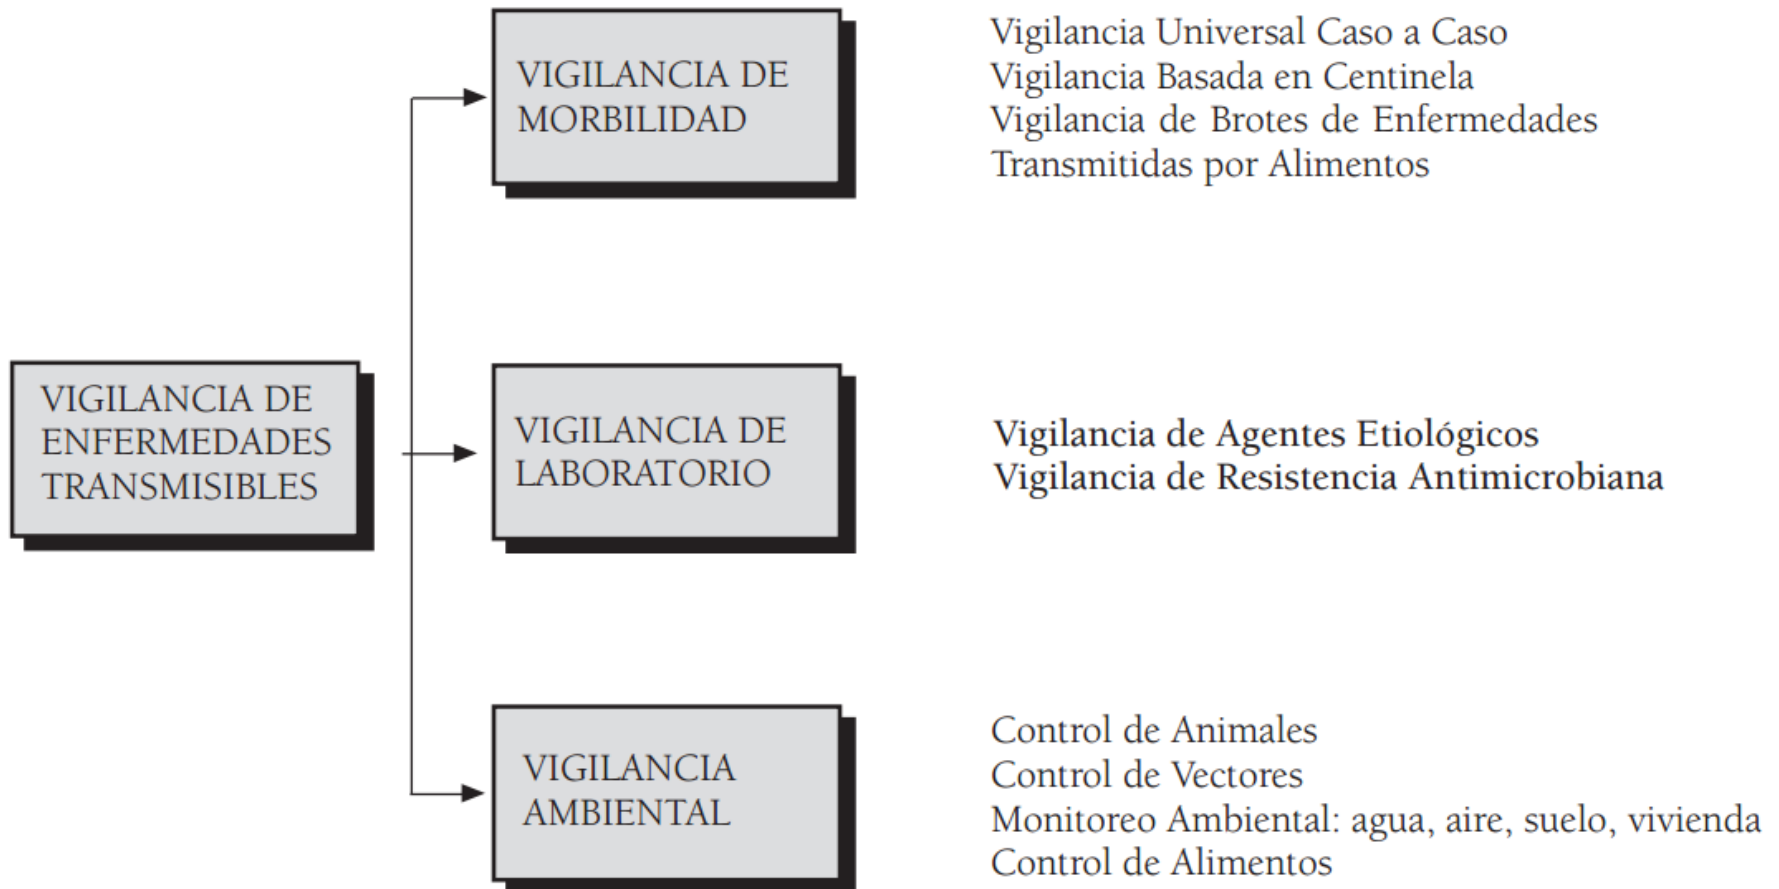 VIGILANCIA DE
MORBILIDAD
Vigilancia Universal Caso a Caso
Vigilancia Basada en Centinela
Vigilancia de Brotes de Enfermedades
Transmitidas por Alimentos
VIGILANCIA DE
ENFERMEDADES
TRANSMISIBLES
VIGILANCIA DE
LABORATORIO
Vigilancia de Agentes Etiológicos
Vigilancia de Resistencia Antimicrobiana
VIGILANCIA
AMBIENTAL
Control de Animales
Control de Vectores
Monitoreo Ambiental: agua, aire, suelo, vivienda
Control de Alimentos